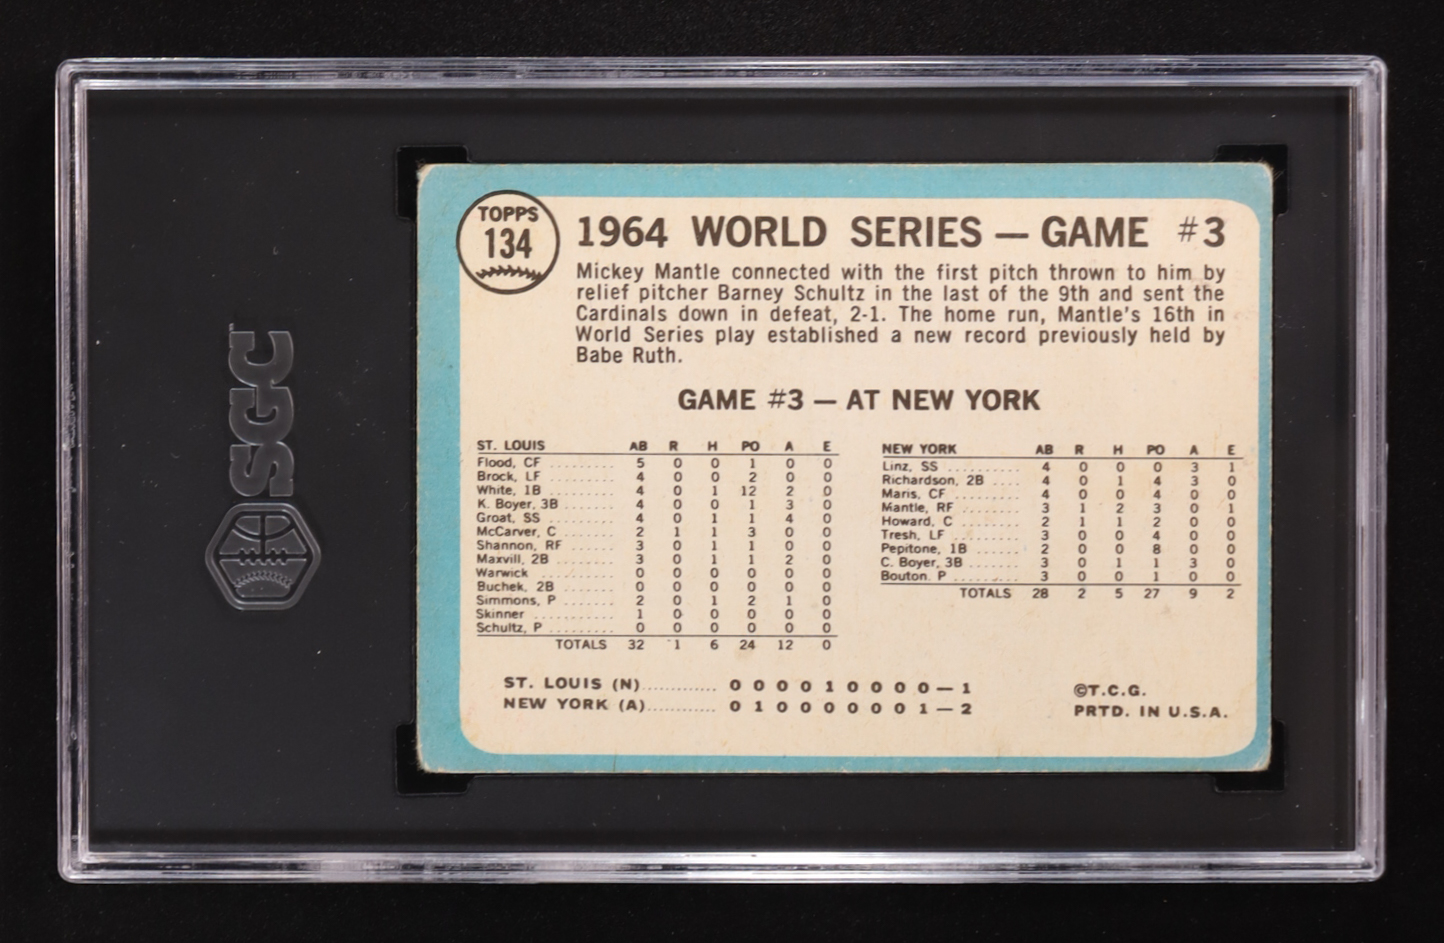 SGC
TOPPS
134
1964 WORLD SERIES — GAME #3
Mickey Mantle connected with the first pitch thrown to him by
relief pitcher Barney Schultz in the last of the 9th and sent the
Cardinals down in defeat, 2-1. The home run, Mantle's 16th in
World Series play established a new record previously held by
Babe Ruth.
GAME #3 — AT NEW YORK
ST. LOUIS AB R H PO A E
Flood, CF ......... 5 0 0 1 0 0
Brock, LF ......... 4 0 0 2 0 0
White, 1B ......... 4 0 1 12 2 0
K. Boyer, 3B ........ 4 0 0 1 3 0
Groat, SS ......... 4 0 1 1 4 0
McCarver, C ........ 2 1 1 3 0 0
Shannon, RF ....... 3 0 1 1 0 0
Maxvill, 2B ......... 3 0 1 1 2 0
Warwick ........... 0 0 0 0 0 0
Buchek, 2B ......... 0 0 0 0 0 0
Simmons, P ....... 2 0 1 2 1 0
Skinner ........... 1 0 0 0 0 0
Schultz, P .......... 0 0 0 0 0 0
TOTALS 32 1 6 24 12 0
NEW YORK AB R H PO A E
Linz, SS .......... 4 0 0 0 3 1
Richardson, 2B .... 4 0 1 4 3 0
Maris, CF ......... 4 0 0 4 0 0
Mantle, RF ........ 3 1 2 3 0 1
Howard, C ......... 2 1 1 2 0 0
Tresh, LF .......... 3 0 0 4 0 0
Pepitone, 1B ...... 2 0 0 8 0 0
C. Boyer, 3B ....... 3 0 1 1 3 0
Bouton. P ......... 3 0 0 1 0 0
TOTALS 28 2 5 27 9 2
ST. LOUIS (N)............ 0 0 0 0 1 0 0 0 0 — 1
NEW YORK (A)........... 0 1 0 0 0 0 0 0 1 — 2
©T.C.G.
PRTD. IN U.S.A.